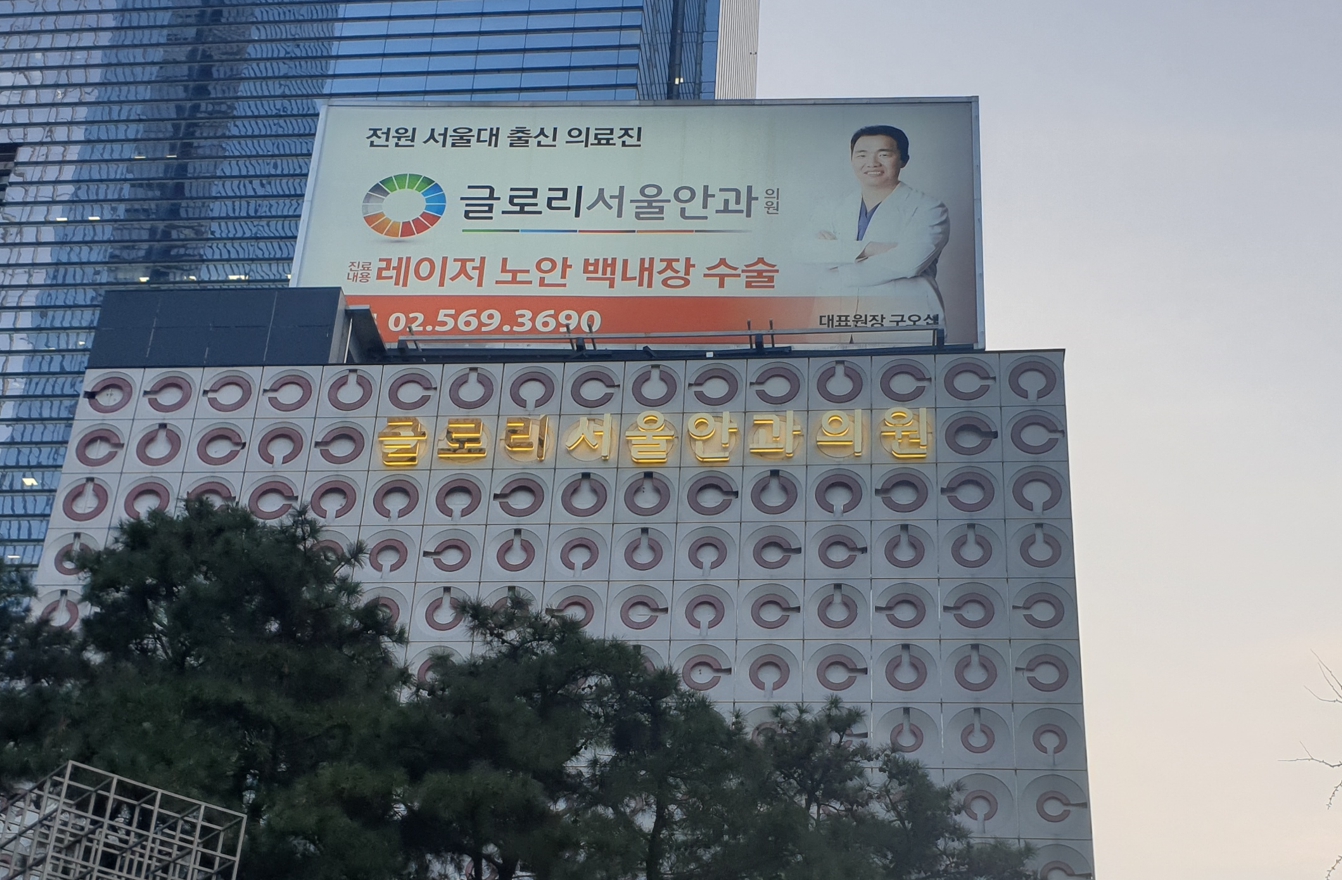 전원 서울대 출신 의료진
글로리서울안과의원
진료내용 레이저 노안 백내장 수술
02.569.3690
대표원장 구오섭
글로리서울안과의원